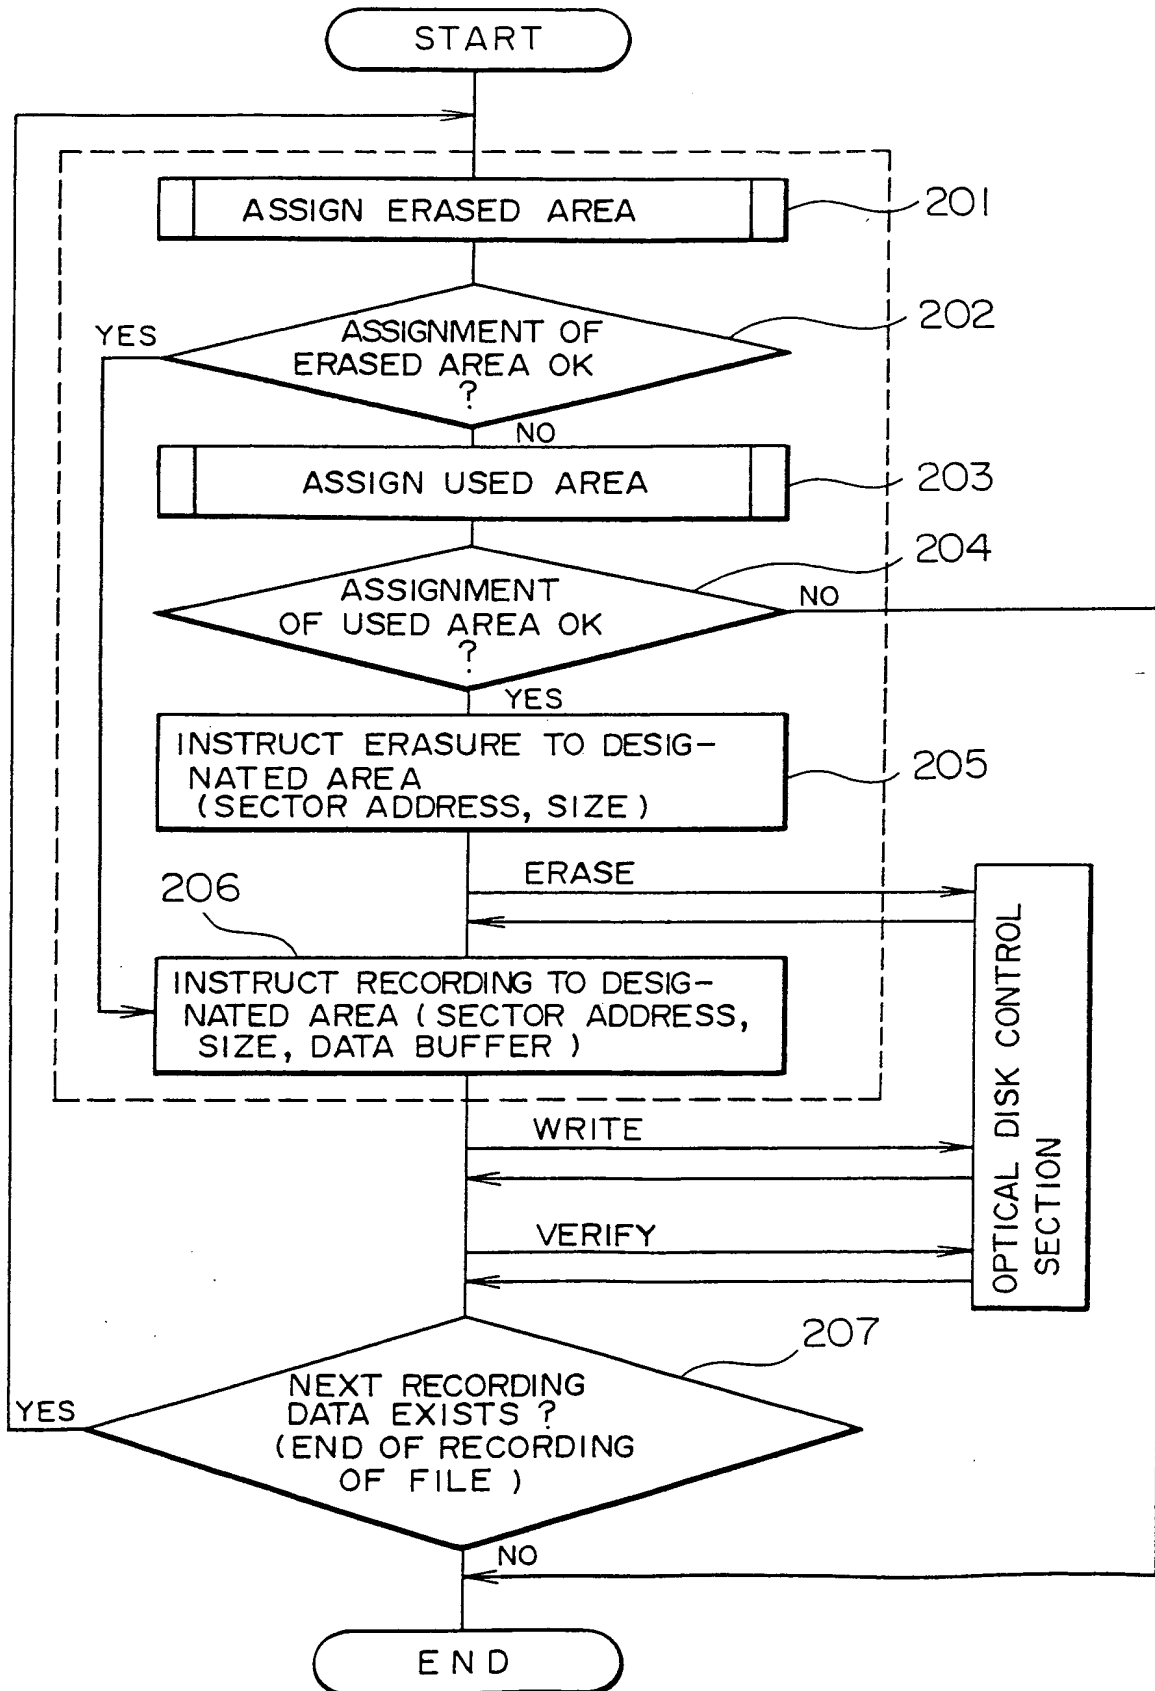 START
ASSIGN ERASED AREA
201
YES
ASSIGNMENT OF
ERASED AREA OK
?
202
NO
ASSIGN USED AREA
203
204
ASSIGNMENT
OF USED AREA OK
?
NO
YES
INSTRUCT ERASURE TO DESIG-
NATED AREA
(SECTOR ADDRESS, SIZE)
205
ERASE
206
INSTRUCT RECORDING TO DESIG-
NATED AREA (SECTOR ADDRESS,
SIZE, DATA BUFFER)
WRITE
VERIFY
OPTICAL DISK CONTROL
SECTION
207
NEXT RECORDING
DATA EXISTS ?
(END OF RECORDING
OF FILE)
YES
NO
END